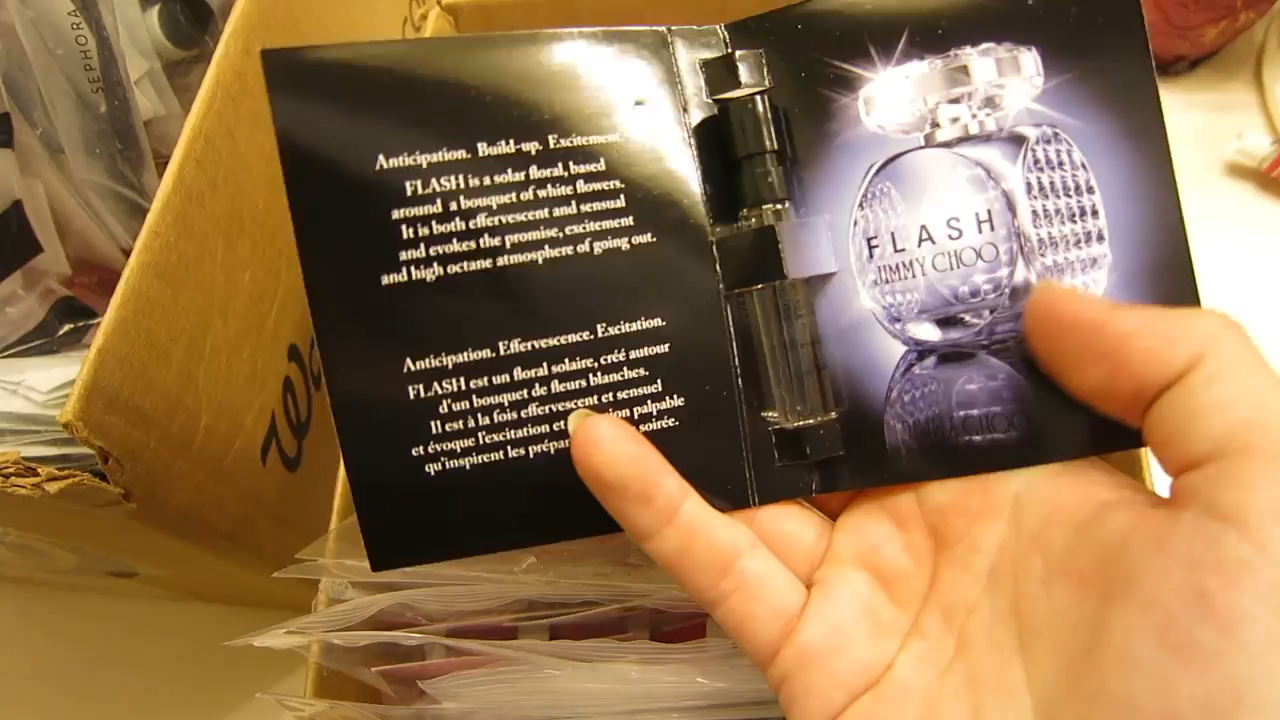 SEPHORA
Anticipation. Build-up. Excitement.
FLASH is a solar floral, based
around a bouquet of white flowers.
It is both effervescent and sensual
and evokes the promise, excitement
and high octane atmosphere of going out.
Anticipation. Effervescence. Excitation.
FLASH est un floral solaire, créé autour
d'un bouquet de fleurs blanches.
Il est à la fois effervescent et sensuel
et évoque l'excitation et palpable
qu'inspirent les soirée.
FLASH
JIMMY CHOO